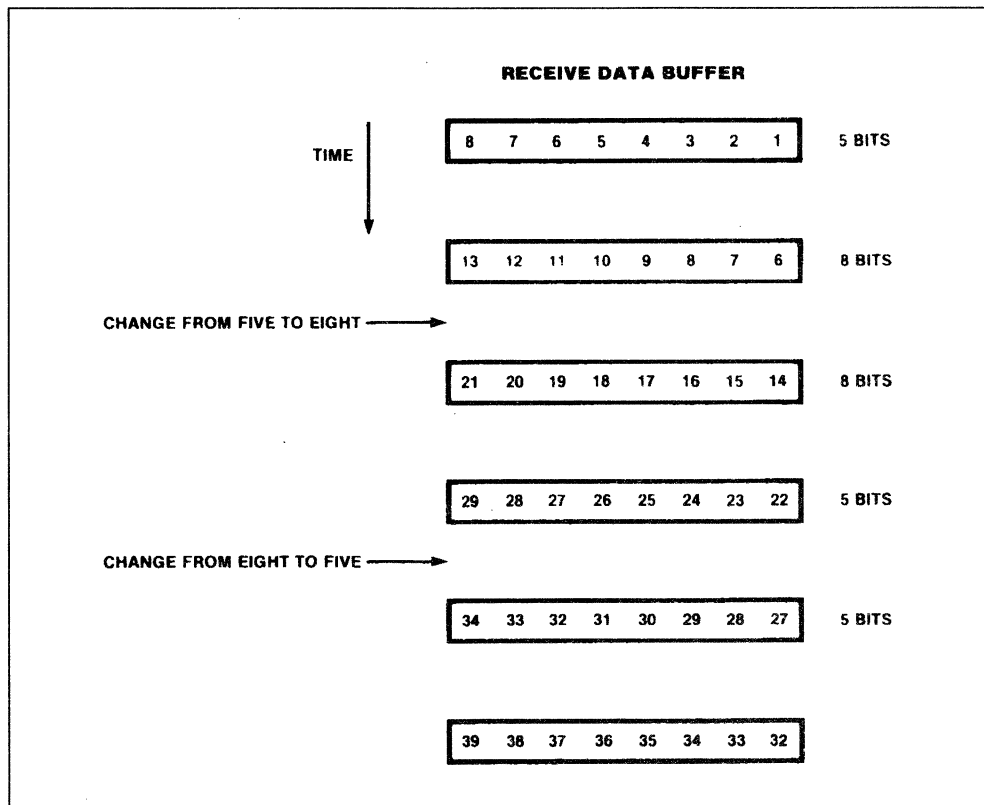 RECEIVE DATA BUFFER
TIME
8 7 6 5 4 3 2 1 5 BITS
13 12 11 10 9 8 7 6 8 BITS
CHANGE FROM FIVE TO EIGHT
21 20 19 18 17 16 15 14 8 BITS
29 28 27 26 25 24 23 22 5 BITS
CHANGE FROM EIGHT TO FIVE
34 33 32 31 30 29 28 27 5 BITS
39 38 37 36 35 34 33 32